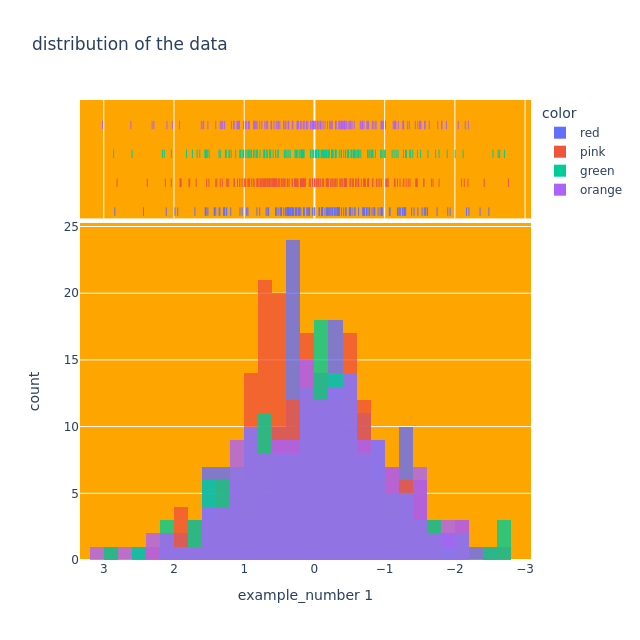 distribution of the data
color
red
pink
green
orange
25
20
15
10
5
0
count
3
2
1
0
−1
−2
−3
example_number 1